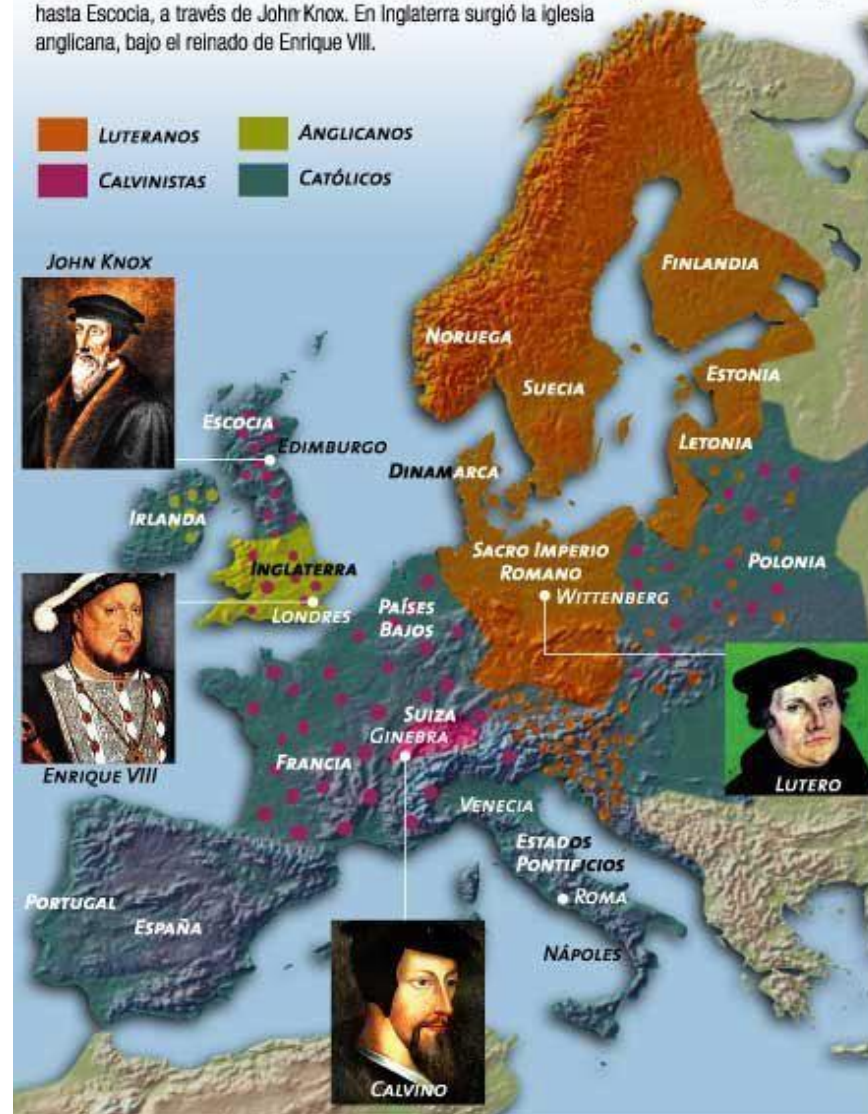 hasta Escocia, a través de John Knox. En Inglaterra surgió la iglesia
anglicana, bajo el reinado de Enrique VIII.
LUTERANOS
ANGLICANOS
CALVINISTAS
CATÓLICOS
JOHN KNOX
FINLANDIA
NORUEGA
SUECIA
ESTONIA
ESCOCIA
LETONIA
EDIMBURGO
DINAMARCA
IRLANDA
SACRO IMPERIO
ROMANO
POLONIA
INGLATERRA
WITTENBERG
LONDRES
PAÍSES
BAJOS
SUIZA
GINEBRA
FRANCIA
ENRIQUE VIII
LUTERO
VENECIA
ESTADOS
PONTIFICIOS
ROMA
PORTUGAL
ESPAÑA
NÁPOLES
CALVINO